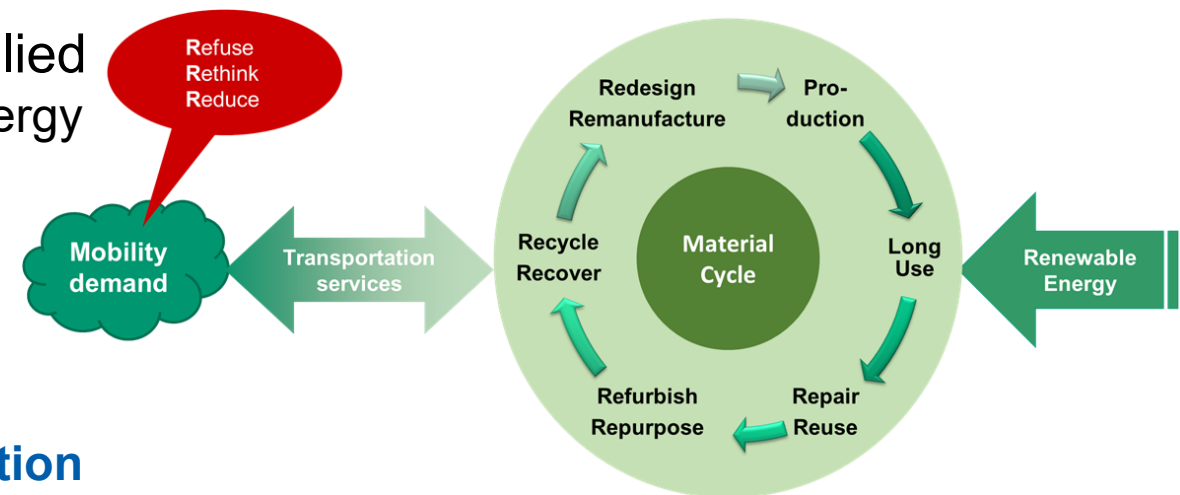 lied
ergy
Refuse
Rethink
Reduce
Mobility
demand
Transportation
services
Redesign
Remanufacture
Pro-
duction
Long
Use
Repair
Reuse
Refurbish
Repurpose
Recycle
Recover
Material
Cycle
Renewable
Energy
tion